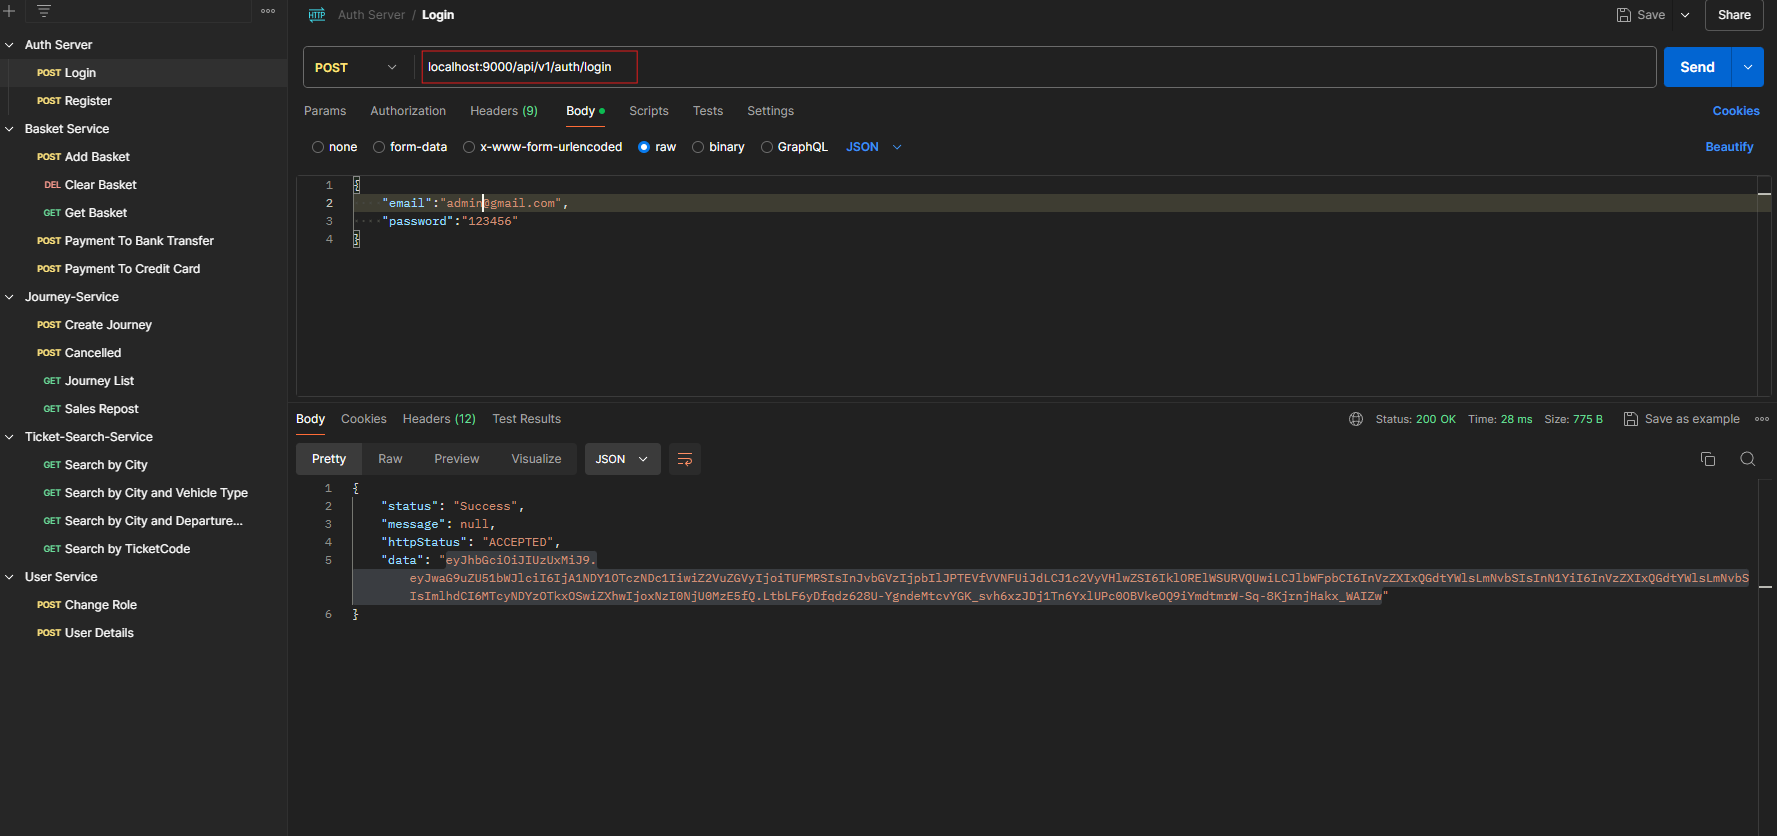 Auth Server / Login
Save
Share
Auth Server
POST Login
POST Register
Basket Service
POST Add Basket
DEL Clear Basket
GET Get Basket
POST Payment To Bank Transfer
POST Payment To Credit Card
Journey-Service
POST Create Journey
POST Cancelled
GET Journey List
GET Sales Repost
Ticket-Search-Service
GET Search by City
GET Search by City and Vehicle Type
GET Search by City and Departure...
GET Search by TicketCode
User Service
POST Change Role
POST User Details
POST localhost:9000/api/v1/auth/login
Send
Params Authorization Headers (9) Body Scripts Tests Settings Cookies
none form-data x-www-form-urlencoded raw binary GraphQL JSON Beautify
1 {
2 "email":"admin@gmail.com",
3 "password":"123456"
4 }
Body Cookies Headers (12) Test Results Status: 200 OK Time: 28 ms Size: 775 B Save as example
Pretty Raw Preview Visualize JSON
1 {
2 "status": "Success",
3 "message": null,
4 "httpStatus": "ACCEPTED",
5 "data": "eyJhbGciOiJIUzUxMiJ9.
6 }